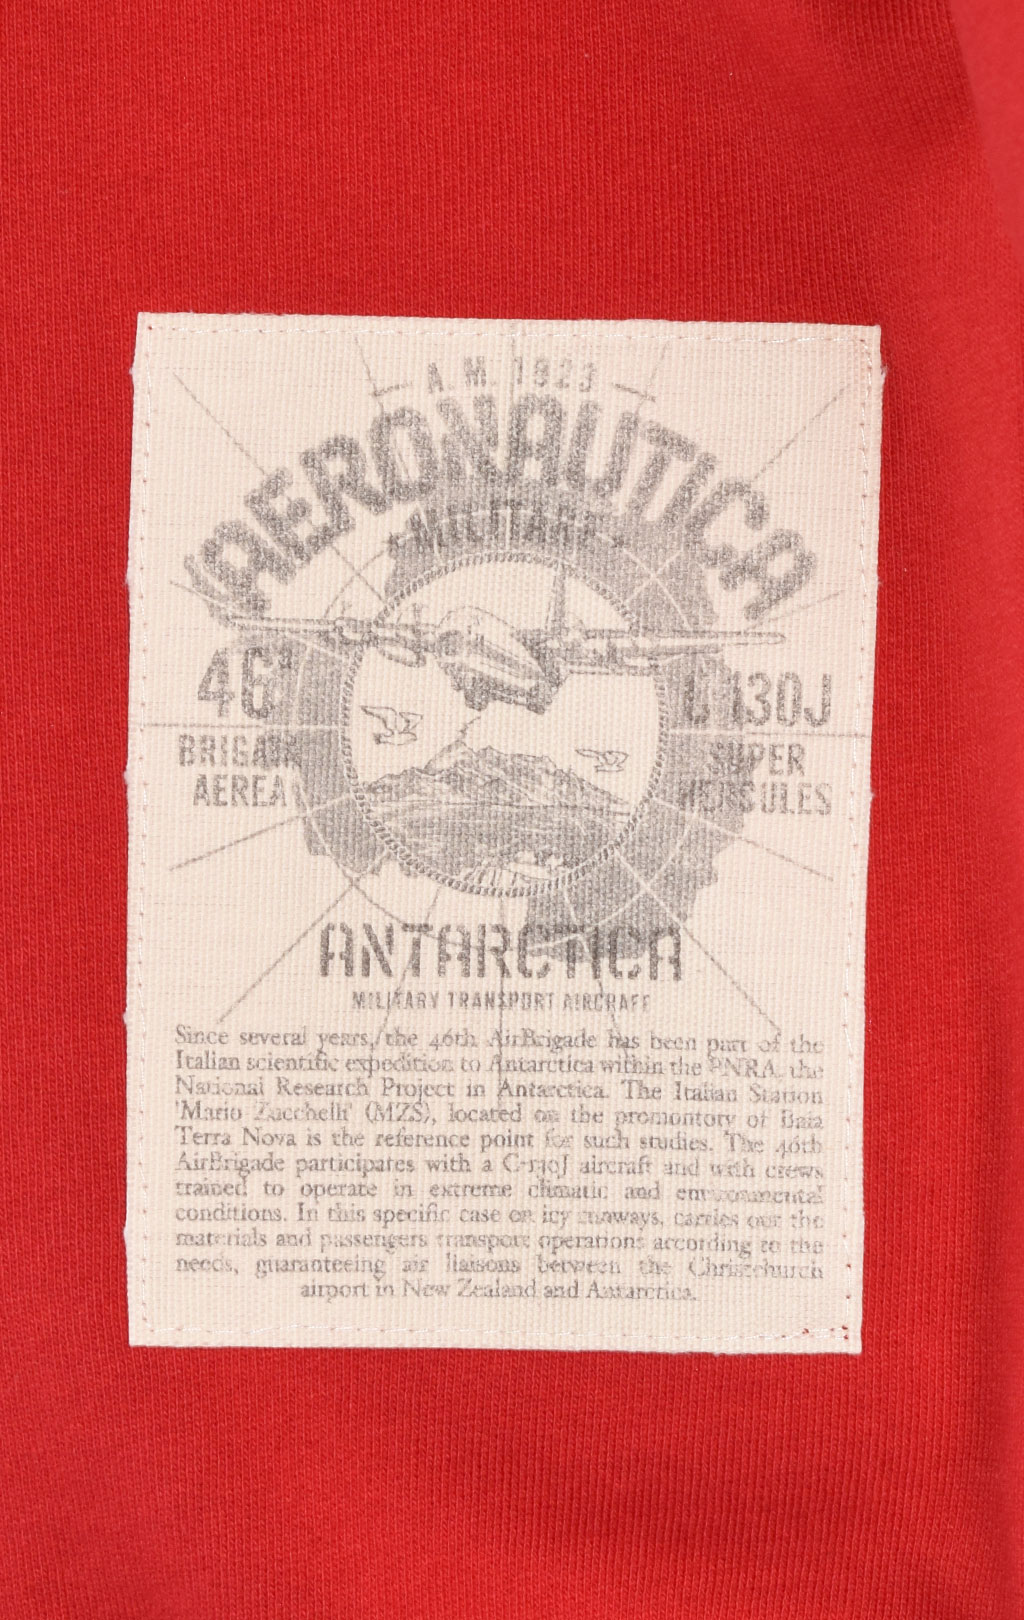 A.M. 1923
'AERONAUTICA
MILITARE
46ª
BRIGATA
AEREA
C-130J
SUPER
HERCULES
ANTARCTICA
MILITARY TRANSPORT AIRCRAFT
Since several years, the 46th AirBrigade has been part of the
Italian scientific expedition to Antarctica within the PNRA, the
National Research Project in Antarctica. The Italian Station
'Mario Zucchelli' (MZS), located on the promontory of Baia
Terra Nova is the reference point for such studies. The 46th
AirBrigade participates with a C-130J aircraft and with crews
trained to operate in extreme climatic and environmental
conditions. In this specific case on icy runways, carries out the
materials and passengers transport operations according to the
needs, guaranteeing air liaisons between the Christchurch
airport in New Zealand and Antarctica.